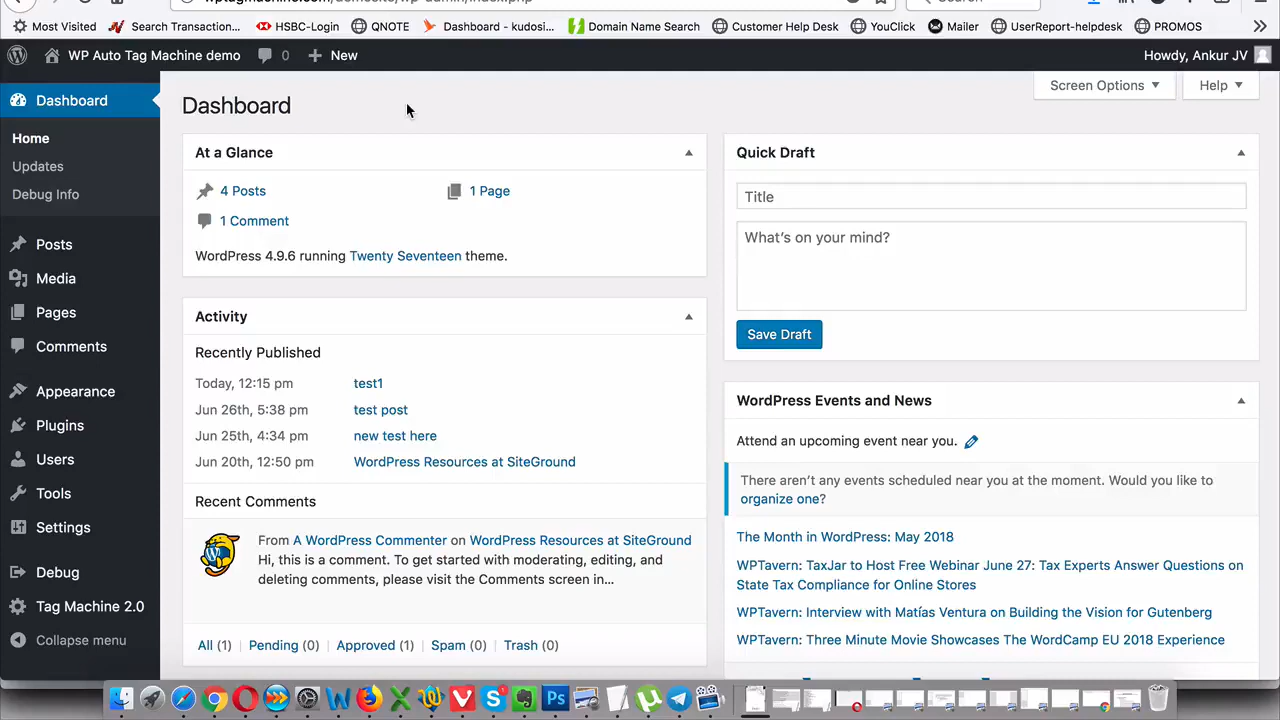 Most Visited
Search Transaction...
HSBC-Login
QNOTE
Dashboard - kudosi...
Domain Name Search
Customer Help Desk
YouClick
Mailer
UserReport-helpdesk
PROMOS
WP Auto Tag Machine demo
0
New
Howdy, Ankur JV
Dashboard
Home
Updates
Debug Info
Posts
Media
Pages
Comments
Appearance
Plugins
Users
Tools
Settings
Debug
Tag Machine 2.0
Collapse menu
Dashboard
Screen Options
Help
At a Glance
4 Posts
1 Page
1 Comment
WordPress 4.9.6 running Twenty Seventeen theme.
Activity
Recently Published
Today, 12:15 pm test1
Jun 26th, 5:38 pm test post
Jun 25th, 4:34 pm new test here
Jun 20th, 12:50 pm WordPress Resources at SiteGround
Recent Comments
From A WordPress Commenter on WordPress Resources at SiteGround
Hi, this is a comment. To get started with moderating, editing, and
deleting comments, please visit the Comments screen in...
All (1)
Pending (0)
Approved (1)
Spam (0)
Trash (0)
Quick Draft
Title
What's on your mind?
Save Draft
WordPress Events and News
Attend an upcoming event near you.
There aren't any events scheduled near you at the moment. Would you like to
organize one?
The Month in WordPress: May 2018
WPTavern: TaxJar to Host Free Webinar June 27: Tax Experts Answer Questions on
State Tax Compliance for Online Stores
WPTavern: Interview with Matías Ventura on Building the Vision for Gutenberg
WPTavern: Three Minute Movie Showcases The WordCamp EU 2018 Experience